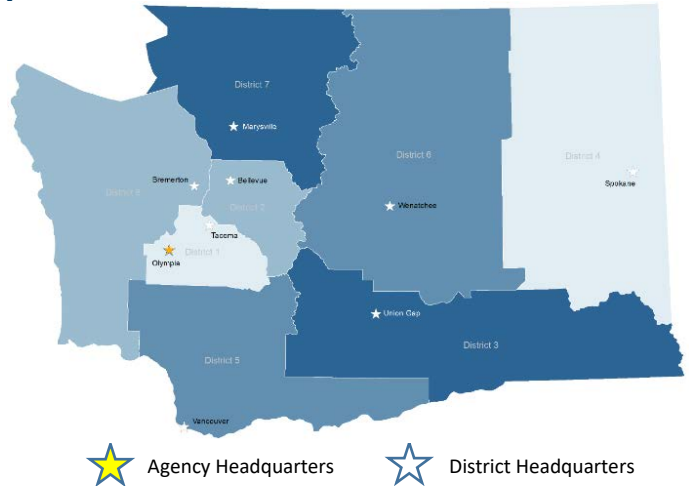 District 7
Marysville
District 6
District 4
Bremerton
Bellevue
Spokane
District 8
District 2
Wenatchee
Tacoma
District 1
Olympia
Union Gap
District 3
District 5
Vancouver
Agency Headquarters
District Headquarters